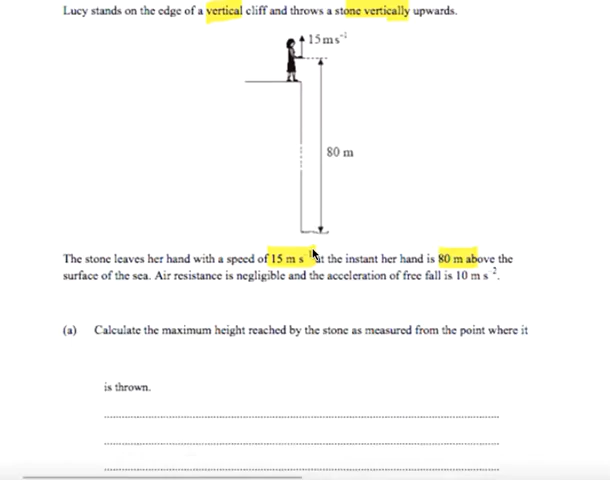 Lucy stands on the edge of a vertical cliff and throws a stone vertically upwards.
15 m s⁻¹
80 m
The stone leaves her hand with a speed of 15 m s at the instant her hand is 80 m above the
surface of the sea. Air resistance is negligible and the acceleration of free fall is 10 m s ².
(a) Calculate the maximum height reached by the stone as measured from the point where it
is thrown.